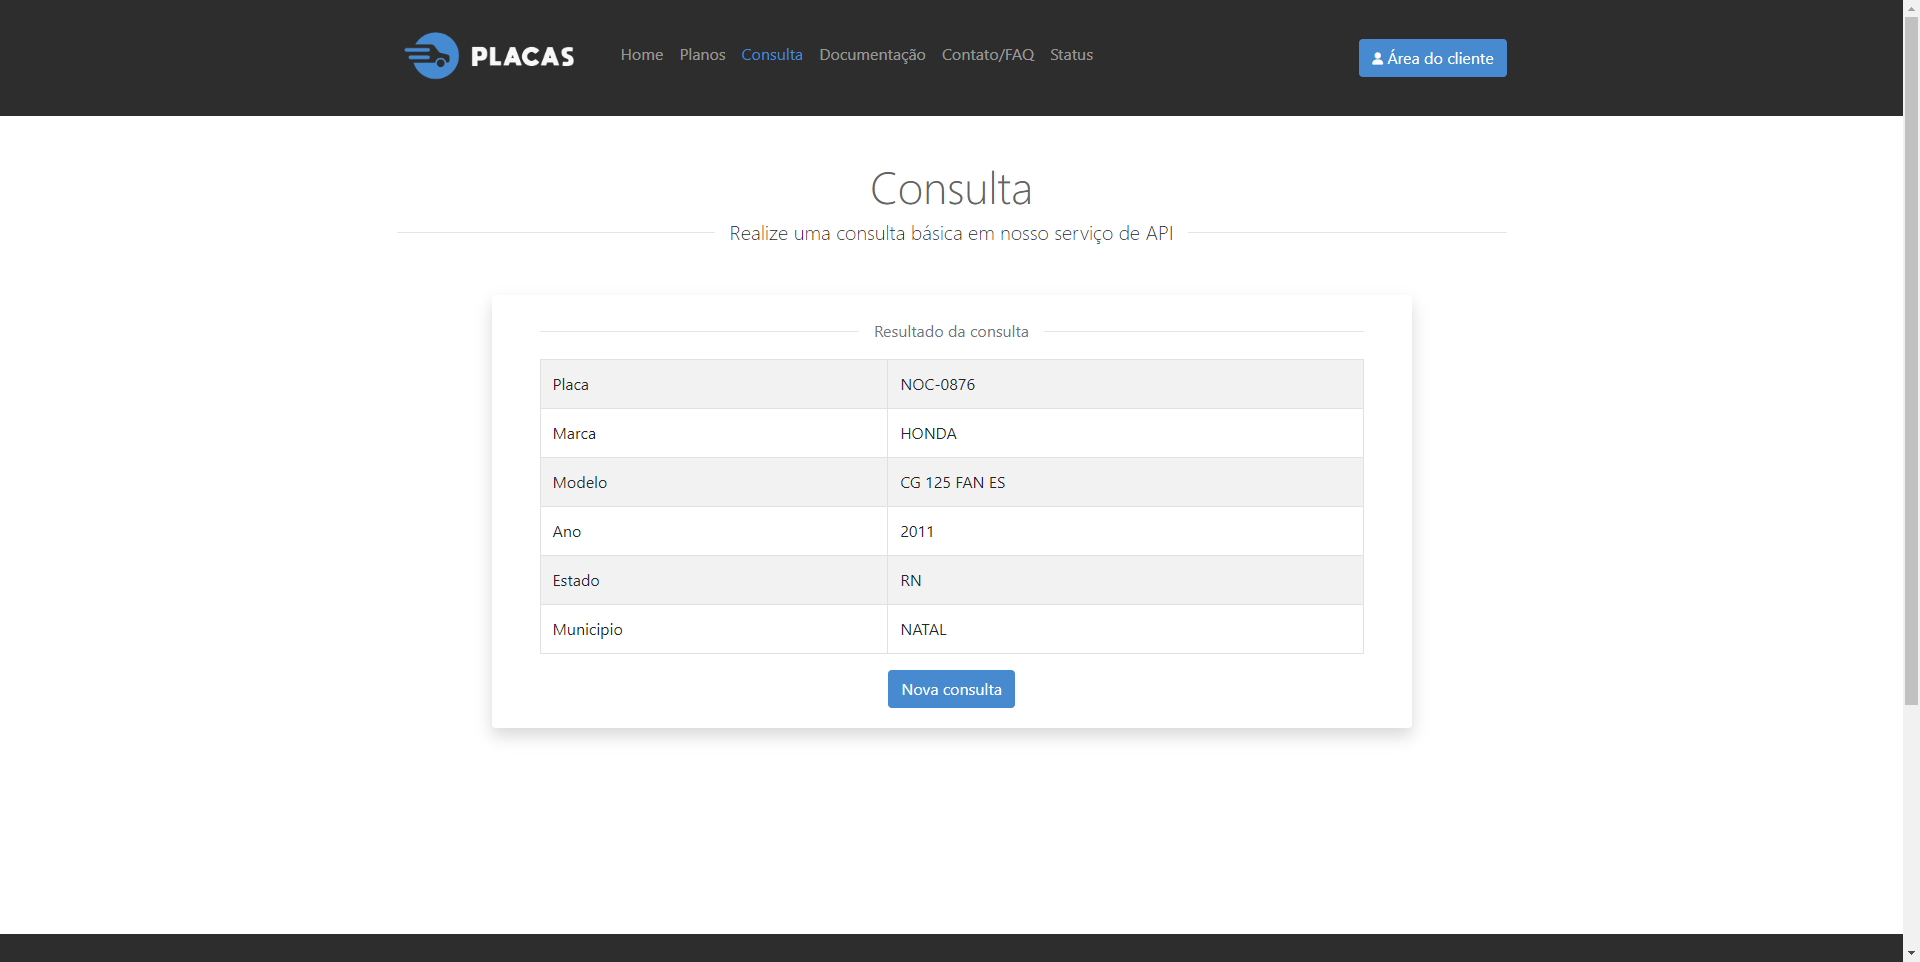 PLACAS
Home Planos Consulta Documentação Contato/FAQ Status
Área do cliente
Consulta
Realize uma consulta básica em nosso serviço de API
Resultado da consulta
Placa NOC-0876
Marca HONDA
Modelo CG 125 FAN ES
Ano 2011
Estado RN
Municipio NATAL
Nova consulta